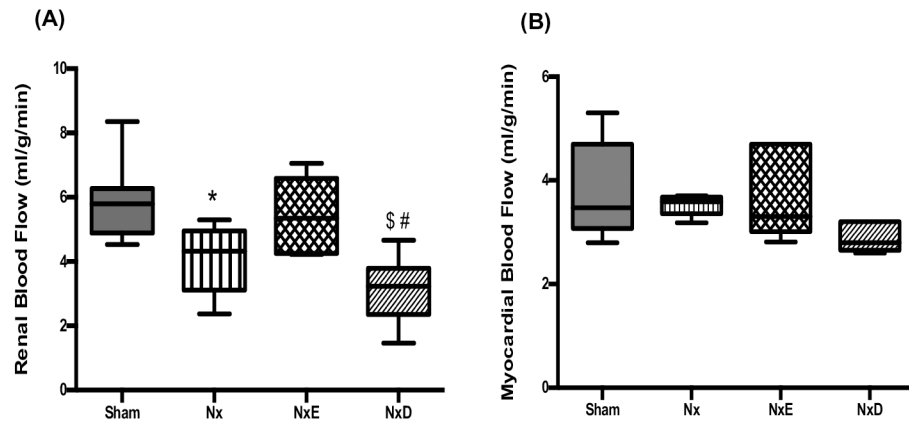 (A)
Renal Blood Flow (ml/g/min)
10
8
6
4
2
0
*
$ #
Sham Nx NxE NxD
(B)
Myocardial Blood Flow (ml/g/min)
6
4
2
0
Sham Nx NxE NxD